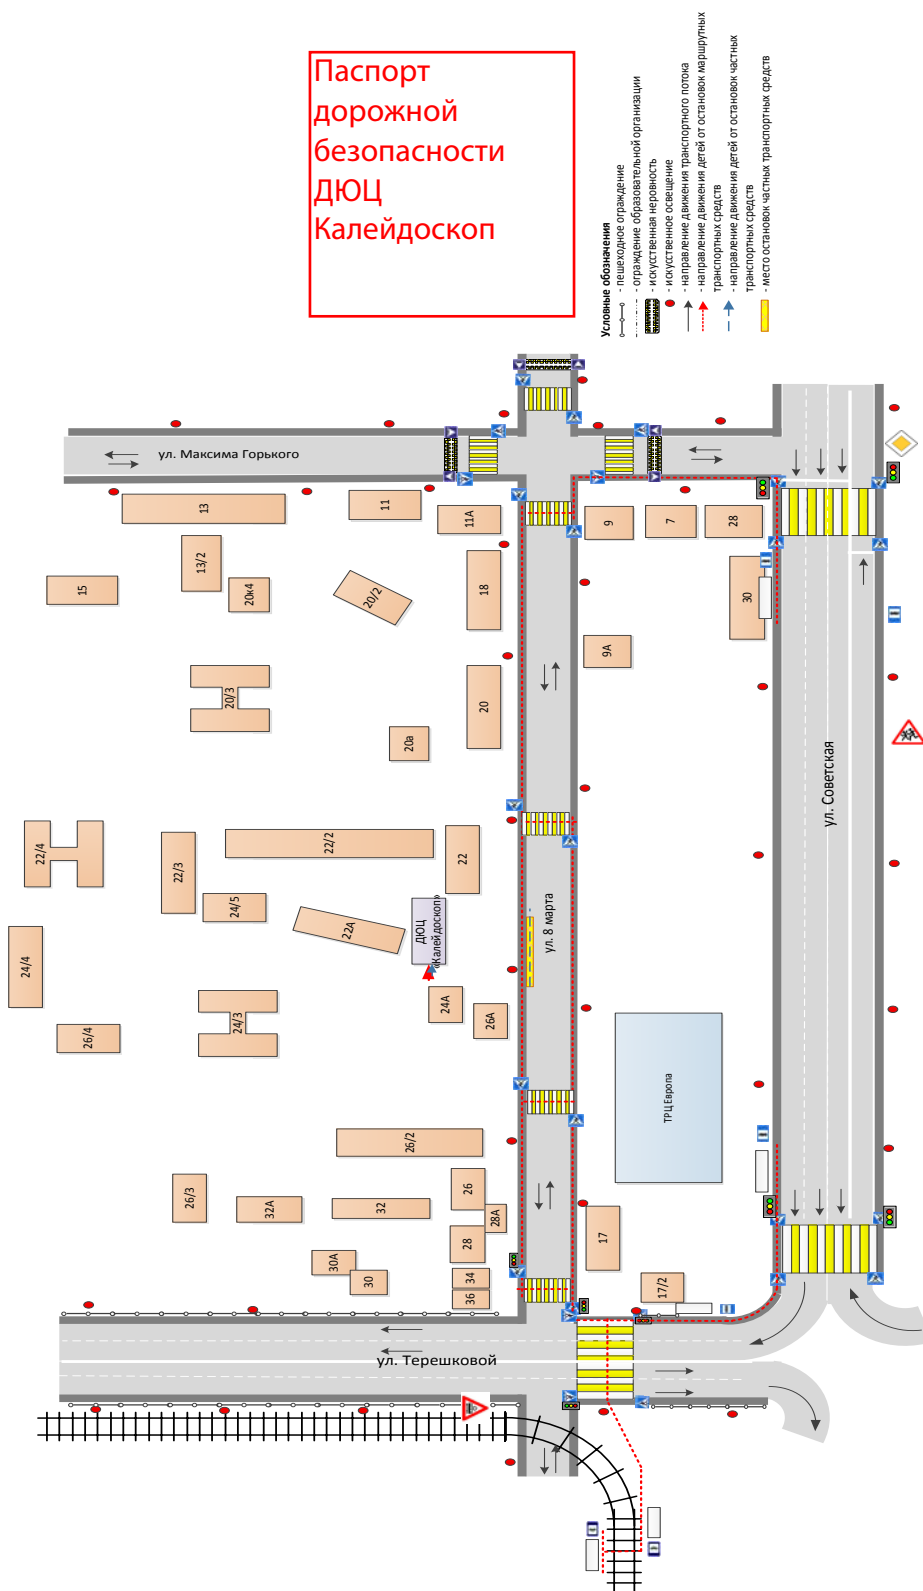 Паспорт
дорожной
безопасности
ДЮЦ
Калейдоскоп
Условные обозначения
- пешеходное ограждение
- ограждение образовательной организации
- искусственная неровность
- искусственное освещение
- направление движения транспортного потока
- направление движения детей от остановок маршрутных
транспортных средств
- направление движения детей от остановок частных
транспортных средств
- место остановок частных транспортных средств
ул. Максима Горького
13
11
11А
9
7
28
13/2
15
20к4
20/2
18
30
9А
20/3
20
20а
ул. Советская
22/4
22/3
22/2
22
24/5
22А
ДЮЦ
«Калейдоскоп»
ул. 8 марта
24/4
24А
26А
24/3
26/4
ТРЦ Европа
26/2
26/3
32А
32
26
28А
28
17
30А
30
34
36
17/2
ул. Терешковой